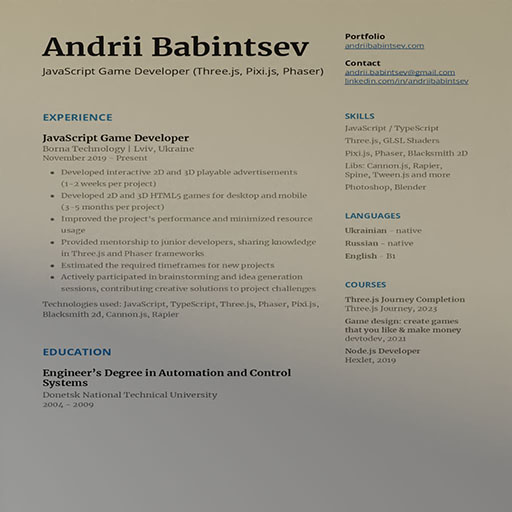 Andrii Babintsev
JavaScript Game Developer (Three.js, Pixi.js, Phaser)
EXPERIENCE
JavaScript Game Developer
Borna Technology | Lviv, Ukraine
November 2019 - Present
• Developed interactive 2D and 3D playable advertisements
(1-2 weeks per project)
• Developed 2D and 3D HTML5 games for desktop and mobile
(3-5 months per project)
• Improved the project's performance and minimized resource
usage
• Provided mentorship to junior developers, sharing knowledge
in Three.js and Phaser frameworks
• Estimated the required timeframes for new projects
• Actively participated in brainstorming and idea generation
sessions, contributing creative solutions to project challenges
Technologies used: JavaScript, TypeScript, Three.js, Phaser, Pixi.js,
Blacksmith 2d, Cannon.js, Rapier
EDUCATION
Engineer's Degree in Automation and Control
Systems
Donetsk National Technical University
2004 - 2009
Portfolio
andriibabintsev.com
Contact
andrii.babintsev@gmail.com
linkedin.com/in/andriibabintsev
SKILLS
JavaScript / TypeScript
Three.js, GLSL Shaders
Pixi.js, Phaser, Blacksmith 2D
Libs: Cannon.js, Rapier,
Spine, Tween.js and more
Photoshop, Blender
LANGUAGES
Ukrainian - native
Russian - native
English - B1
COURSES
Three.js Journey Completion
Three.js Journey, 2023
Game design: create games
that you like & make money
devtodev, 2021
Node.js Developer
Hexlet, 2019